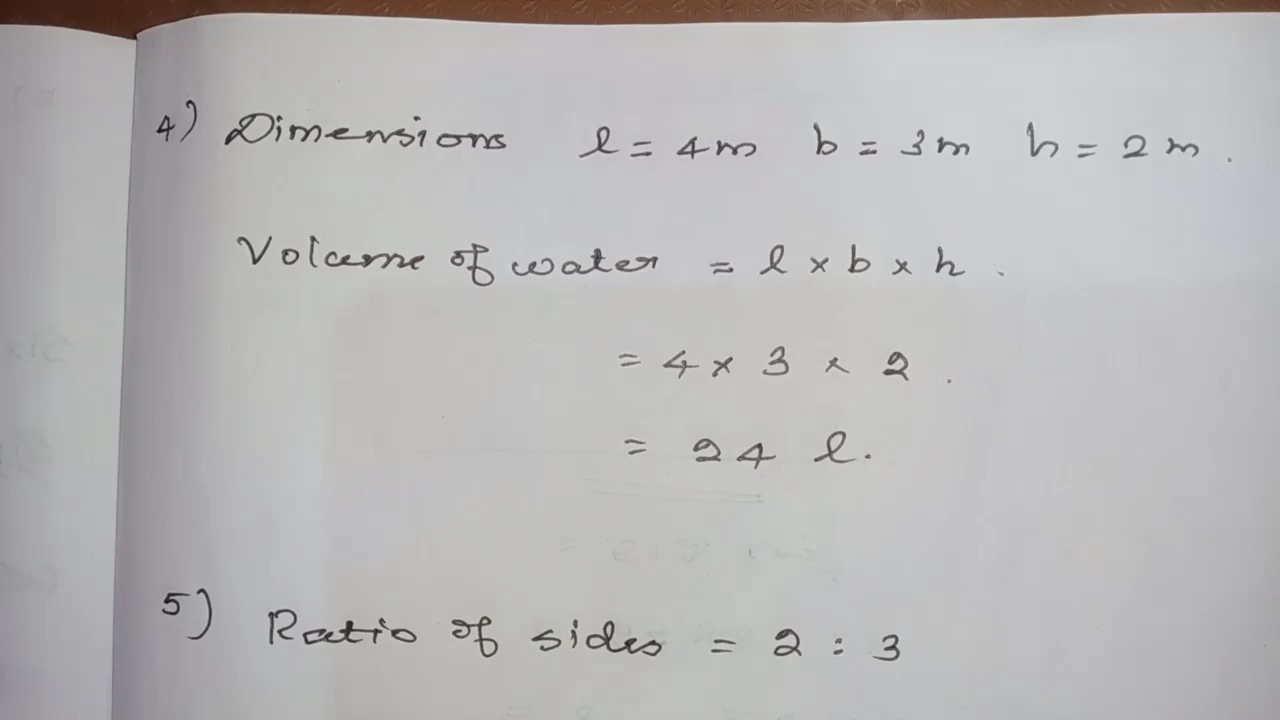 4) Dimensions l = 4m b = 3m h = 2m.
Volume of water = l × b × h.
= 4 × 3 × 2.
= 24 l.
5) Ratio of sides = 2 : 3